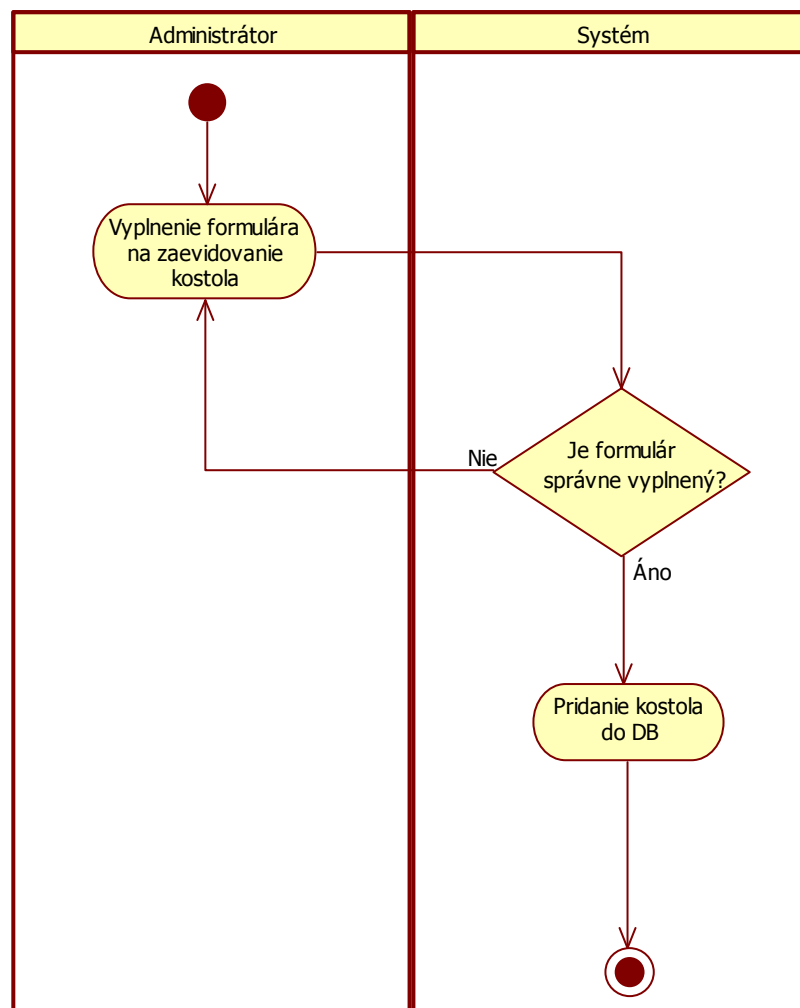 Administrátor
Systém
Vyplnenie formulára
na zaevidovanie
kostola
Nie
Je formulár
správne vyplnený?
Áno
Pridanie kostola
do DB